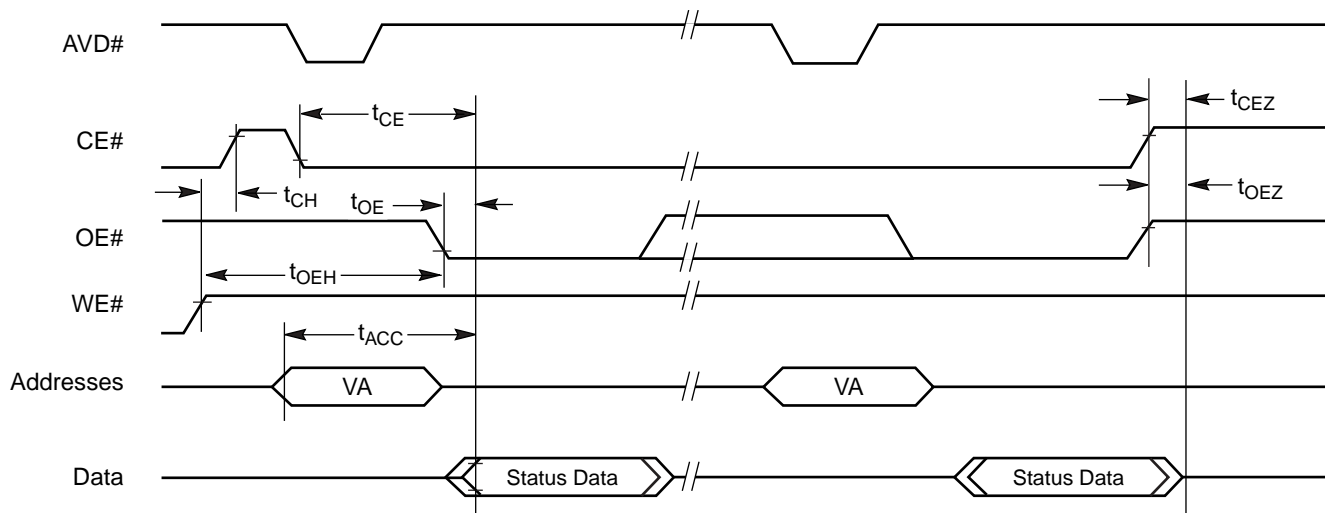 AVD#
CE#
tCE
tCEZ
tCH
tOE
tOEZ
OE#
tOEH
WE#
tACC
Addresses
VA
VA
Data
Status Data
Status Data